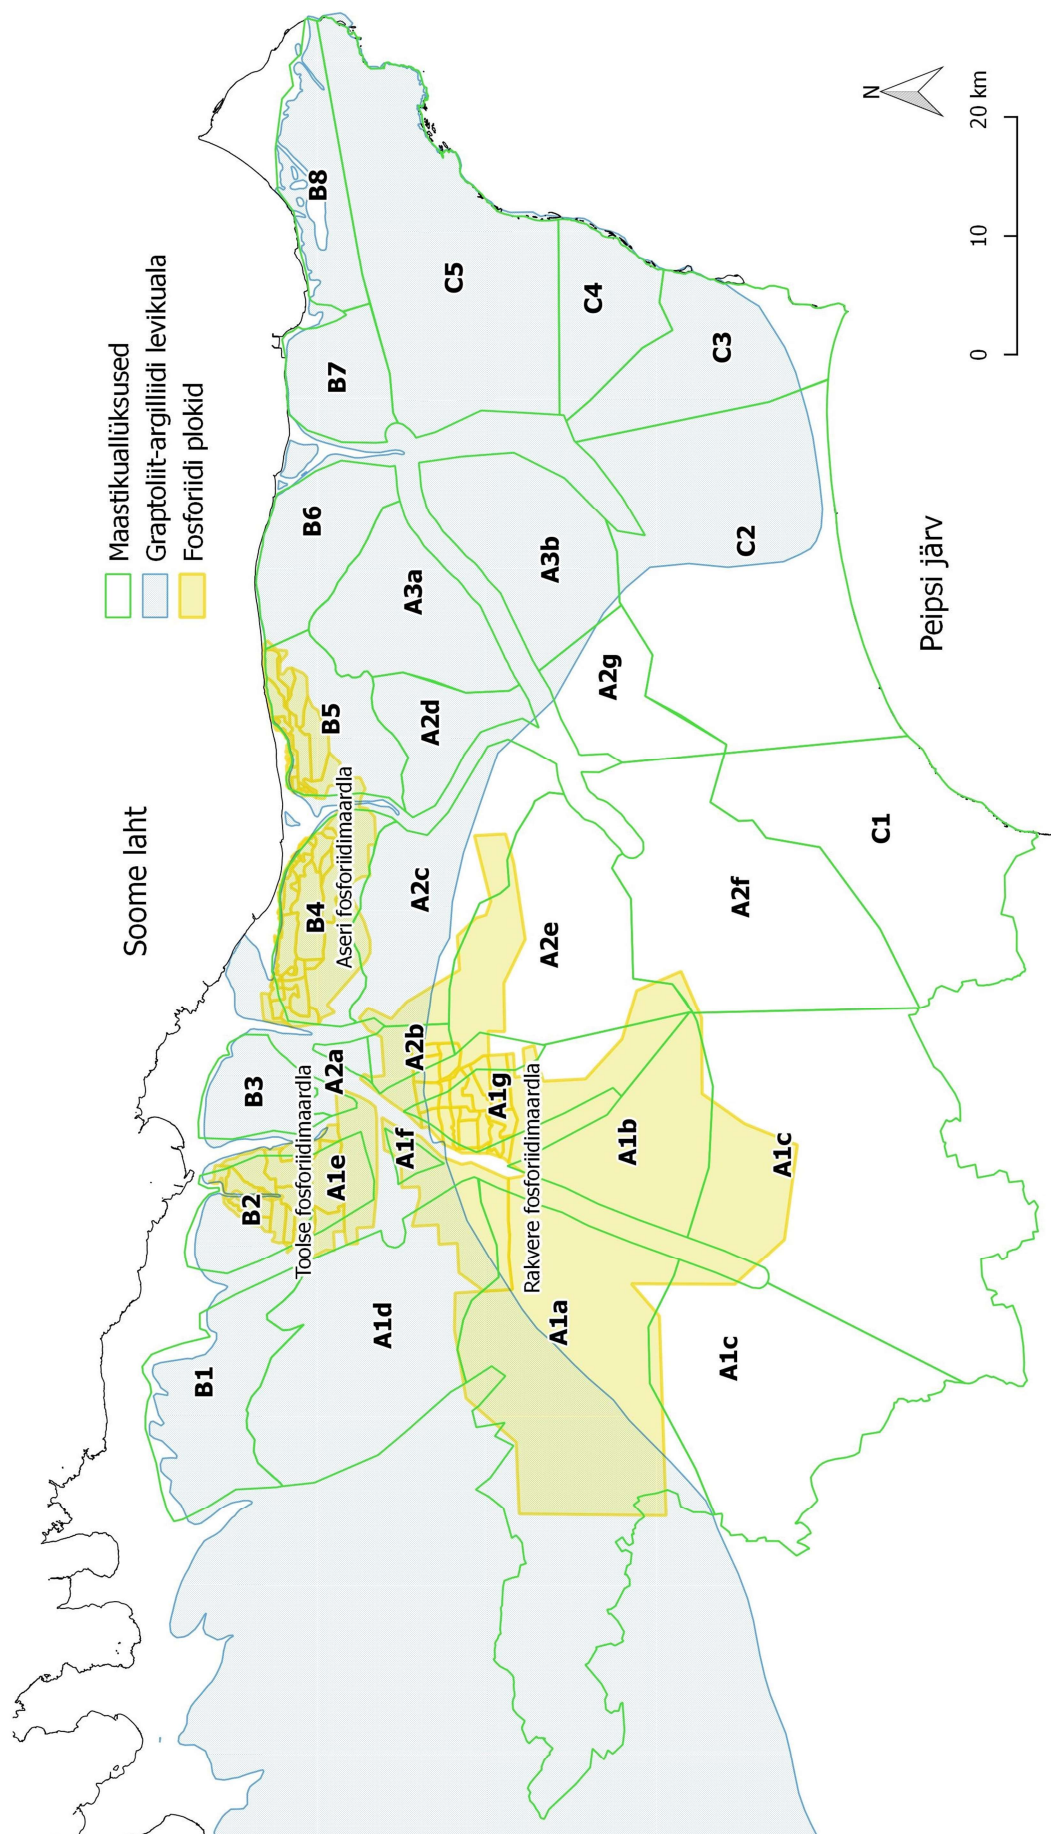 Soome laht
Maastikuallüksused
Graptoliit-argilliidi levikuala
Fosforiidi plokid
B1
B2
B3
B4
B5
B6
B7
B8
Toolse fosforiidimaardla
Aseri fosforiidimaardla
A1d
A1e
A1f
A2a
A2b
A2c
A2d
A3a
C5
Rakvere fosforiidimaardla
A1a
A1g
A2e
A2g
A3b
C4
A1c
A1b
A1c
A2f
C2
C3
C1
Peipsi järv
N
0 10 20 km